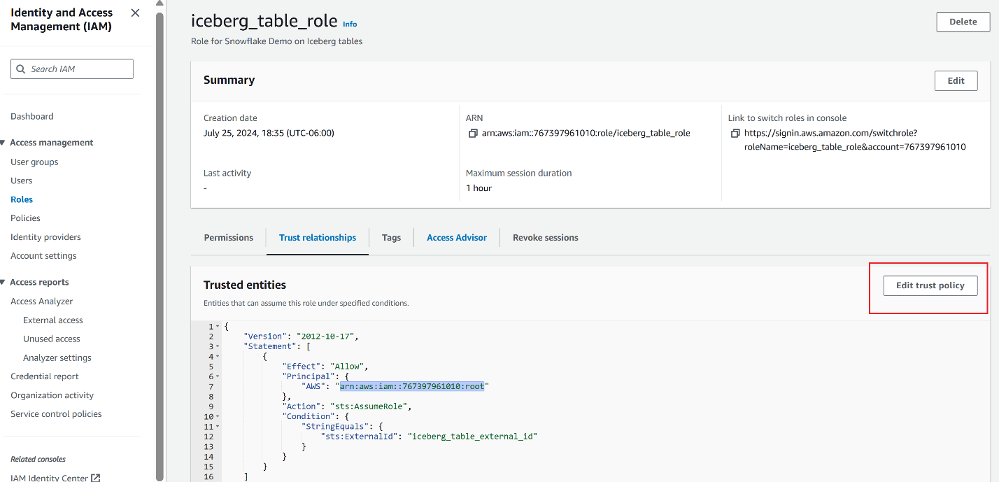 Identity and Access
Management (IAM)
Search IAM
Dashboard
Access management
User groups
Users
Roles
Policies
Identity providers
Account settings
Access reports
Access Analyzer
External access
Unused access
Analyzer settings
Credential report
Organization activity
Service control policies
Related consoles
IAM Identity Center
iceberg_table_role Info
Delete
Role for Snowflake Demo on Iceberg tables
Summary
Edit
Creation date
July 25, 2024, 18:35 (UTC-06:00)
ARN
arn:aws:iam::767397961010:role/iceberg_table_role
Link to switch roles in console
https://signin.aws.amazon.com/switchrole?
roleName=iceberg_table_role&account=767397961010
Last activity
-
Maximum session duration
1 hour
Permissions
Trust relationships
Tags
Access Advisor
Revoke sessions
Trusted entities
Edit trust policy
Entities that can assume this role under specified conditions.
1 {
2 "Version": "2012-10-17",
3 "Statement": [
4 {
5 "Effect": "Allow",
6 "Principal": {
7 "AWS": "arn:aws:iam::767397961010:root"
8 },
9 "Action": "sts:AssumeRole",
10 "Condition": {
11 "StringEquals": {
12 "sts:ExternalId": "iceberg_table_external_id"
13 }
14 }
15 }
16 ]